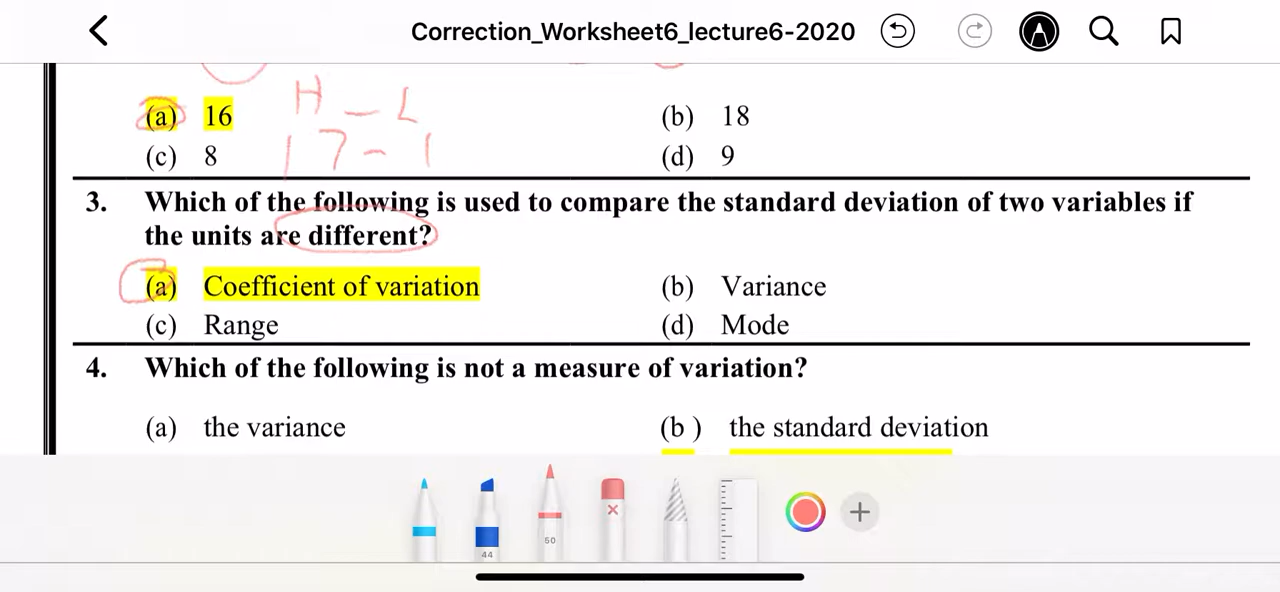 Correction_Worksheet6_lecture6-2020
(a) 16 H - L (b) 18
(c) 8 17 - 1 (d) 9
3. Which of the following is used to compare the standard deviation of two variables if
the units are different?
(a) Coefficient of variation (b) Variance
(c) Range (d) Mode
4. Which of the following is not a measure of variation?
(a) the variance (b ) the standard deviation
44
50